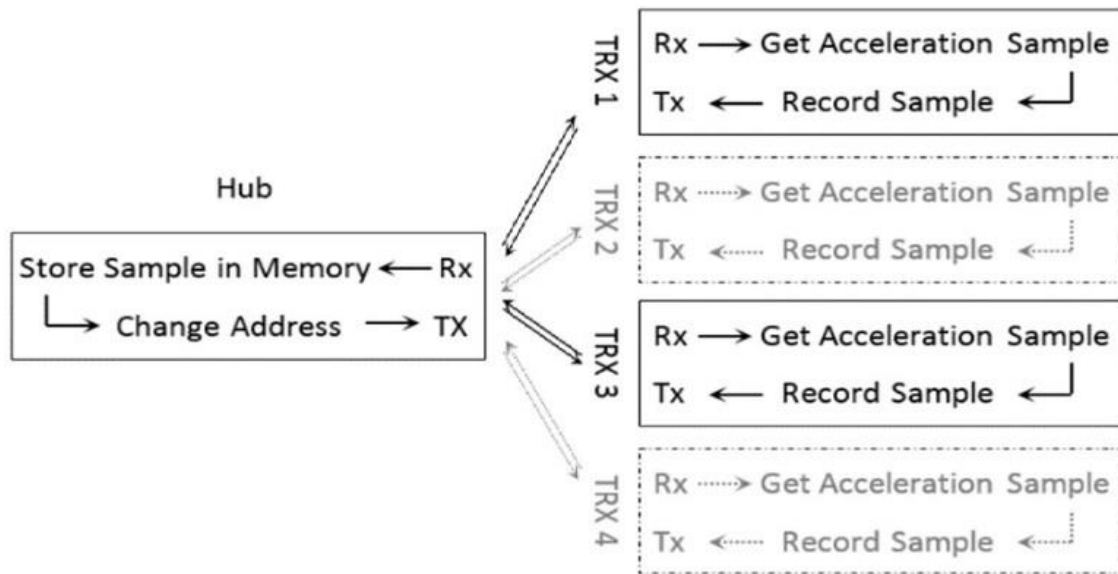 Hub
Store Sample in Memory Rx
Change Address TX
TRX 1
Rx Get Acceleration Sample
Tx Record Sample
TRX 2
Rx Get Acceleration Sample
Tx Record Sample
TRX 3
Rx Get Acceleration Sample
Tx Record Sample
TRX 4
Rx Get Acceleration Sample
Tx Record Sample